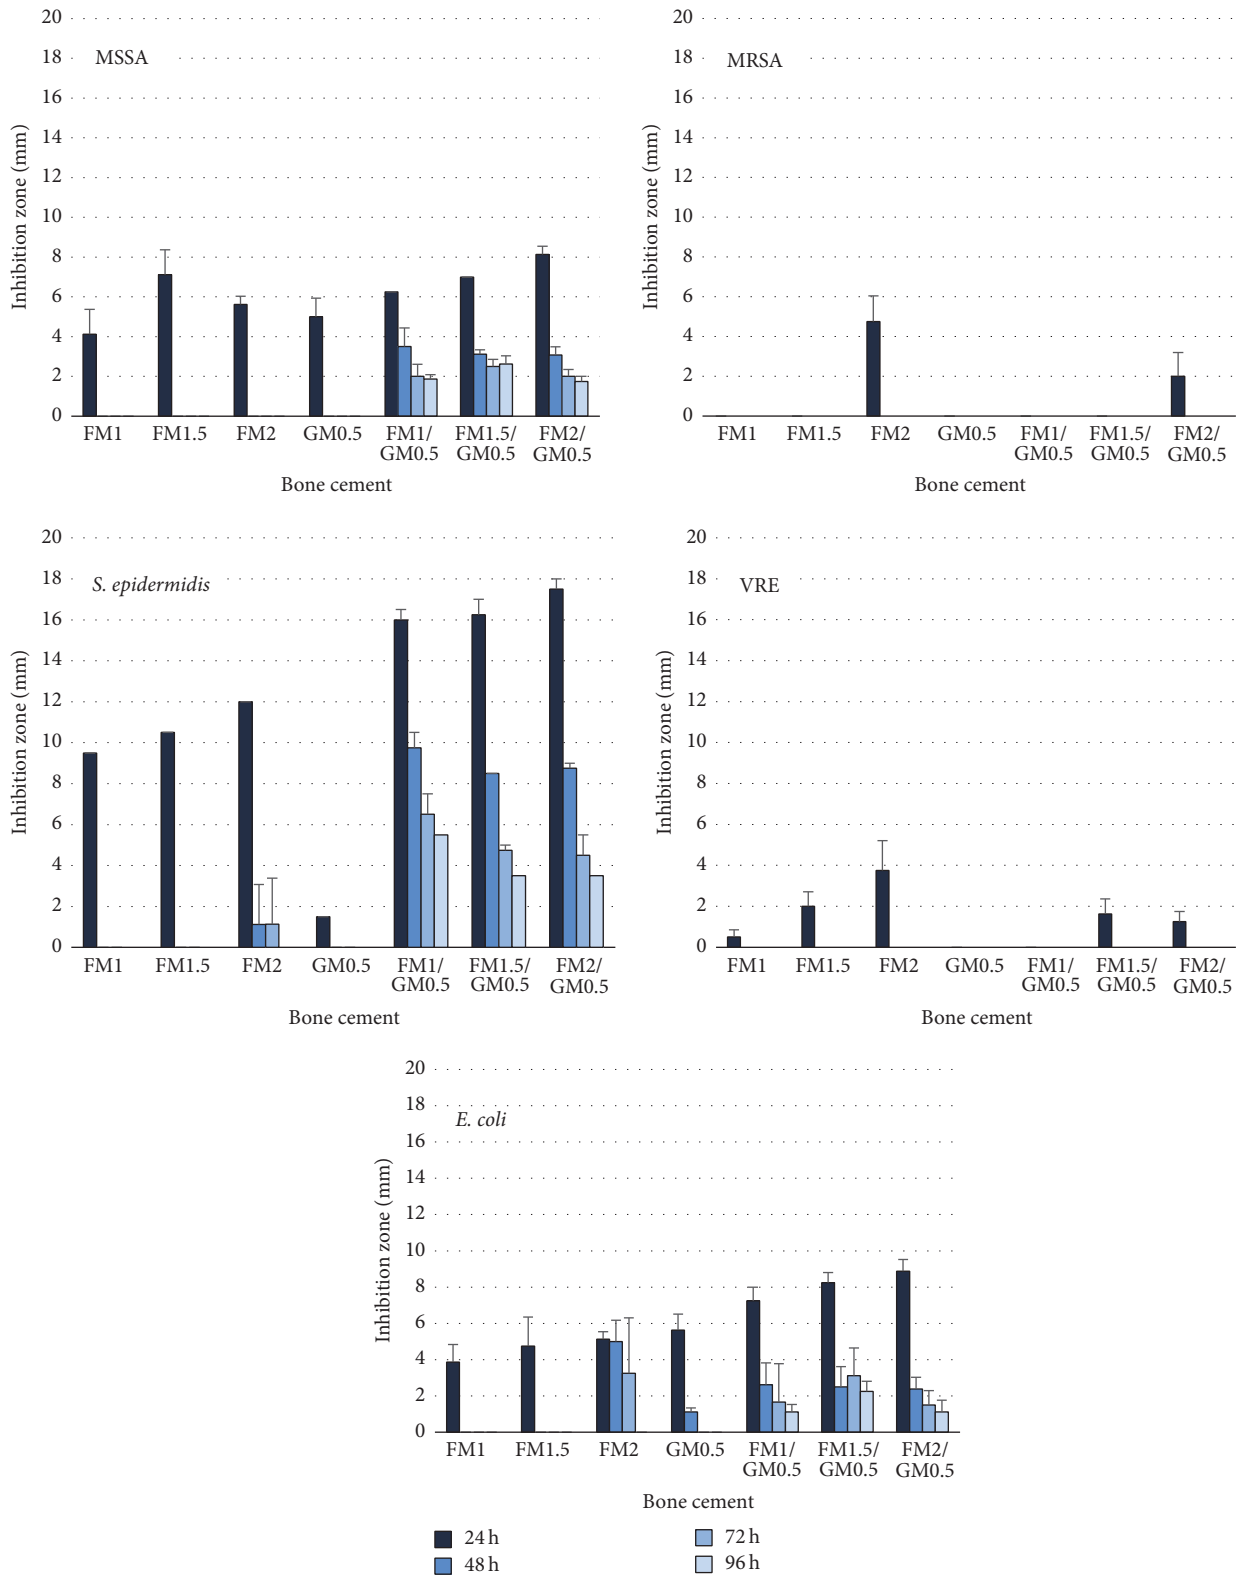 MSSA
Inhibition zone (mm)
20
18
16
14
12
10
8
6
4
2
0
FM1 FM1.5 FM2 GM0.5 FM1/ FM1.5/ FM2/
GM0.5 GM0.5 GM0.5
Bone cement
MRSA
Inhibition zone (mm)
20
18
16
14
12
10
8
6
4
2
0
FM1 FM1.5 FM2 GM0.5 FM1/ FM1.5/ FM2/
GM0.5 GM0.5 GM0.5
Bone cement
S. epidermidis
Inhibition zone (mm)
20
18
16
14
12
10
8
6
4
2
0
FM1 FM1.5 FM2 GM0.5 FM1/ FM1.5/ FM2/
GM0.5 GM0.5 GM0.5
Bone cement
VRE
Inhibition zone (mm)
20
18
16
14
12
10
8
6
4
2
0
FM1 FM1.5 FM2 GM0.5 FM1/ FM1.5/ FM2/
GM0.5 GM0.5 GM0.5
Bone cement
E. coli
Inhibition zone (mm)
20
18
16
14
12
10
8
6
4
2
0
FM1 FM1.5 FM2 GM0.5 FM1/ FM1.5/ FM2/
GM0.5 GM0.5 GM0.5
Bone cement
24 h
48 h
72 h
96 h